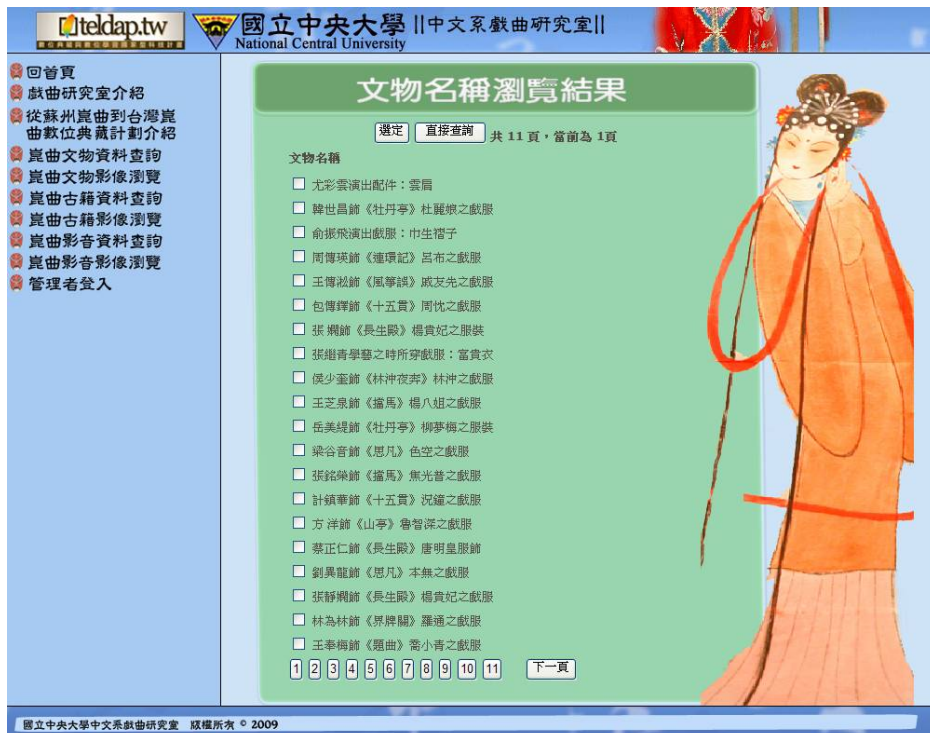 teldap.tw
數位典藏與數位學習國家型科技計畫
國立中央大學 ||中文系戲曲研究室||
National Central University
回首頁
戲曲研究室介紹
從蘇州崑曲到台灣崑
曲數位典藏計劃介紹
崑曲文物資料查詢
崑曲文物影像瀏覽
崑曲古籍資料查詢
崑曲古籍影像瀏覽
崑曲影音資料查詢
崑曲影音影像瀏覽
管理者登入
文物名稱瀏覽結果
選定 直接查詢 共 11 頁，當前為 1頁
文物名稱
尤彩雲演出配件：雲肩
韓世昌飾《牡丹亭》杜麗娘之戲服
俞振飛演出戲服：巾生褶子
周傳瑛飾《連環記》呂布之戲服
王傳淞飾《風箏誤》戚友先之戲服
包傳鐸飾《十五貫》周忱之戲服
張 嫻飾《長生殿》楊貴妃之服裝
張繼青學藝之時所穿戲服：富貴衣
侯少奎飾《林沖夜奔》林沖之戲服
王芝泉飾《擋馬》楊八姐之戲服
岳美緹飾《牡丹亭》柳夢梅之服裝
梁谷音飾《思凡》色空之戲服
張銘榮飾《擋馬》焦光普之戲服
計鎮華飾《十五貫》況鐘之戲服
方 洋飾《山亭》魯智深之戲服
蔡正仁飾《長生殿》唐明皇服飾
劉異龍飾《思凡》本無之戲服
張靜嫻飾《長生殿》楊貴妃之戲服
林為林飾《界牌關》羅通之戲服
王奉梅飾《題曲》喬小青之戲服
1 2 3 4 5 6 7 8 9 10 11 下一頁
國立中央大學中文系戲曲研究室 版權所有 © 2009